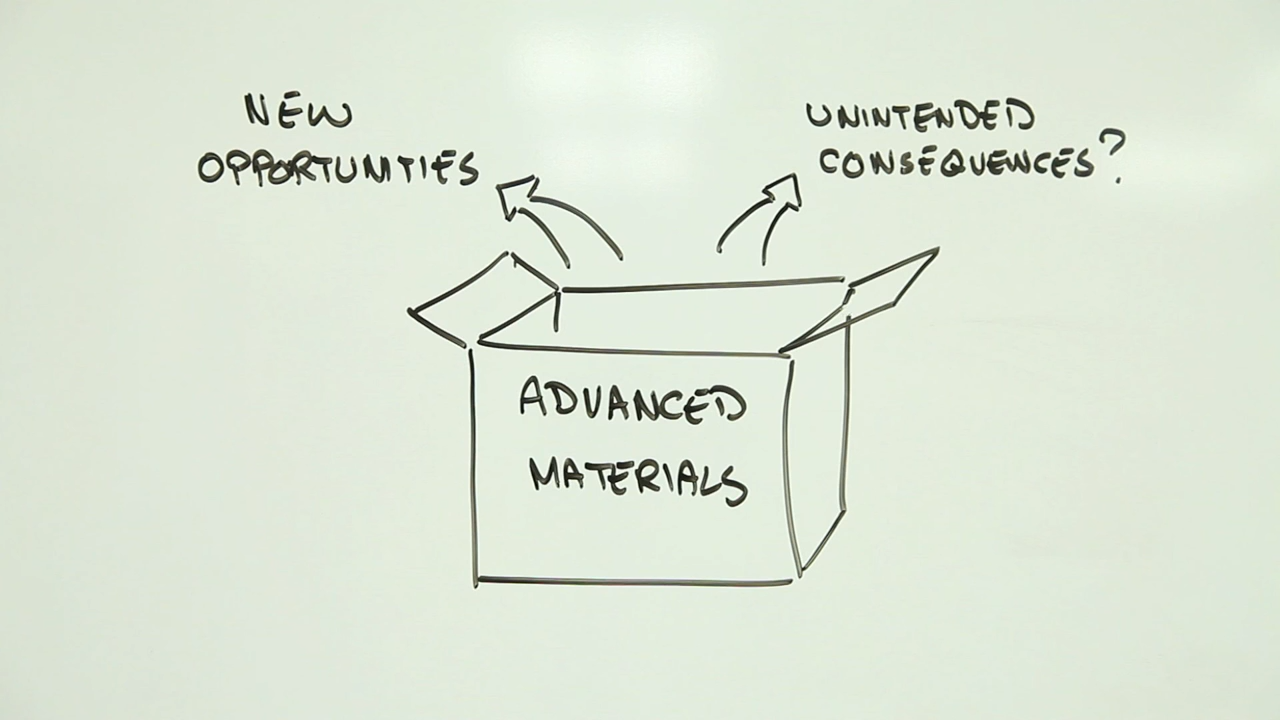 NEW
OPPORTUNITIES
UNINTENDED
CONSEQUENCES?
ADVANCED
MATERIALS